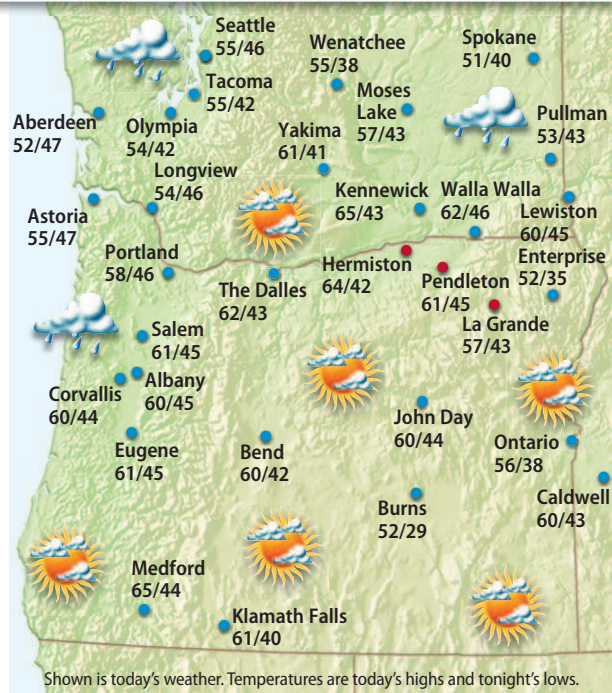 Seattle
55/46
Wenatchee
55/38
Spokane
51/40
Tacoma
55/42
Moses
Lake
57/43
Pullman
53/43
Aberdeen
52/47
Olympia
54/42
Yakima
61/41
Longview
54/46
Kennewick
65/43
Walla Walla
62/46
Lewiston
60/45
Astoria
55/47
Portland
58/46
The Dalles
62/43
Hermiston
64/42
Pendleton
61/45
Enterprise
52/35
La Grande
57/43
Salem
61/45
Corvallis
60/44
Albany
60/45
John Day
60/44
Eugene
61/45
Bend
60/42
Ontario
56/38
Burns
52/29
Caldwell
60/43
Medford
65/44
Klamath Falls
61/40
Shown is today's weather. Temperatures are today's highs and tonight's lows.